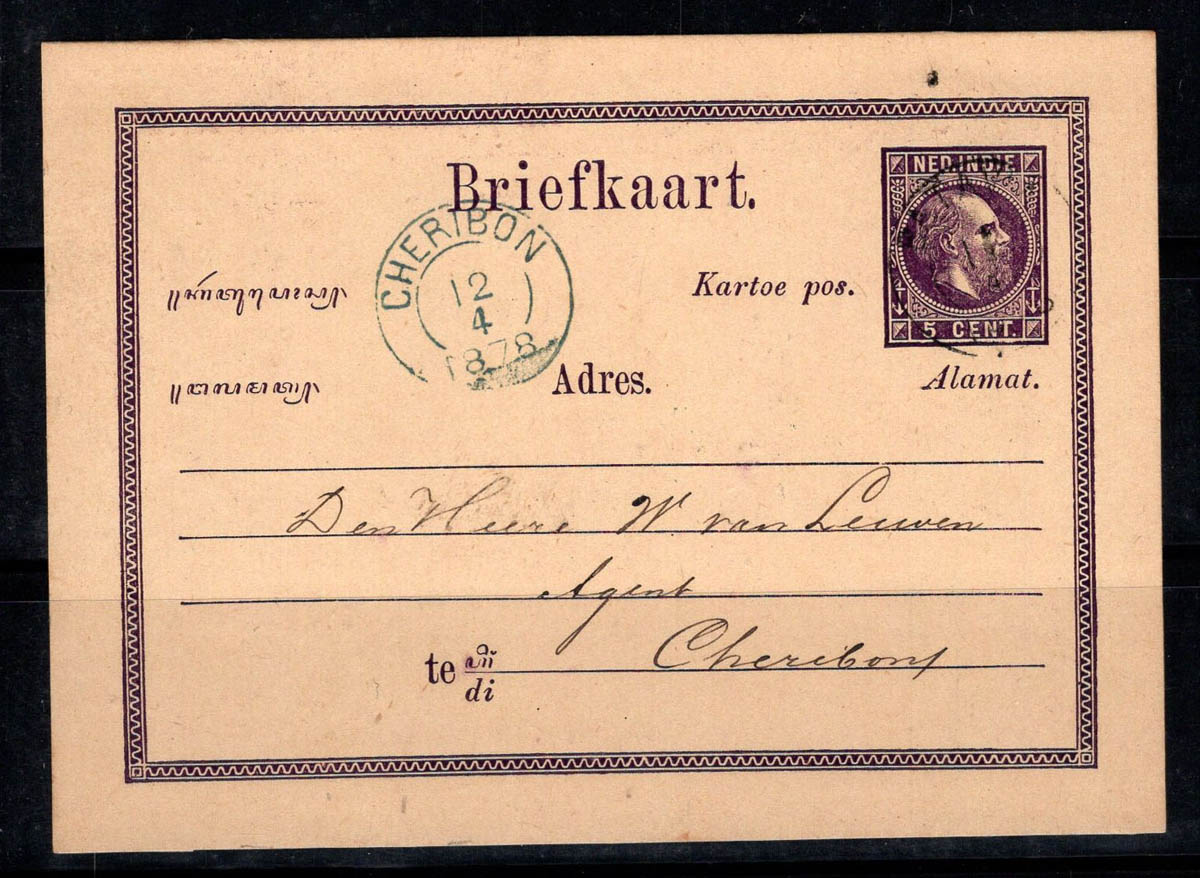 Briefkaart.
NED. INDIE
5 CENT.
CHERIBON
12
4
1878
Kartoe pos.
Adres.
Alamat.
Den Heere W. van Leuwen
Agent
Cheribon
te
di